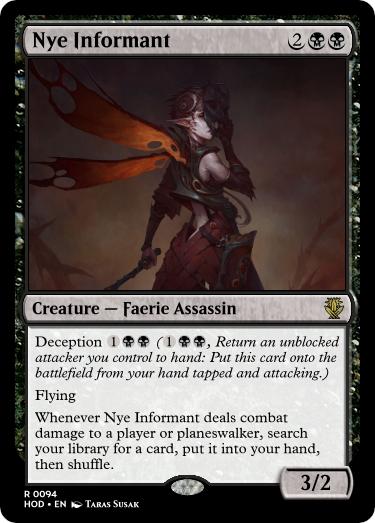 Nye Informant 2
Creature — Faerie Assassin
Deception 1 ( 1 , Return an unblocked
attacker you control to hand: Put this card onto the
battlefield from your hand tapped and attacking.)
Flying
Whenever Nye Informant deals combat
damage to a player or planeswalker, search
your library for a card, put it into your hand,
then shuffle.
3/2
R 0094
HOD • EN Taras Susak